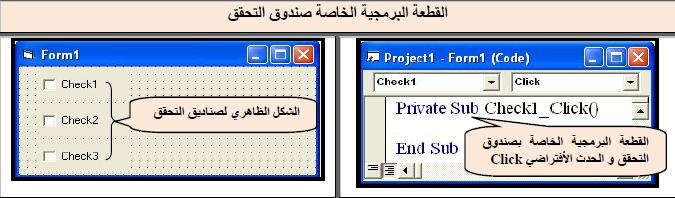 القطعة البرمجية الخاصة صندوق التحقق
Form1
Check1
Check2
Check3
الشكل الظاهري لصناديق التحقق
Project1 - Form1 (Code)
Check1
Click
Private Sub Check1_Click()
End Sub
القطعة البرمجية الخاصة بصندوق
التحقق و الحدث الأفتراضي Click